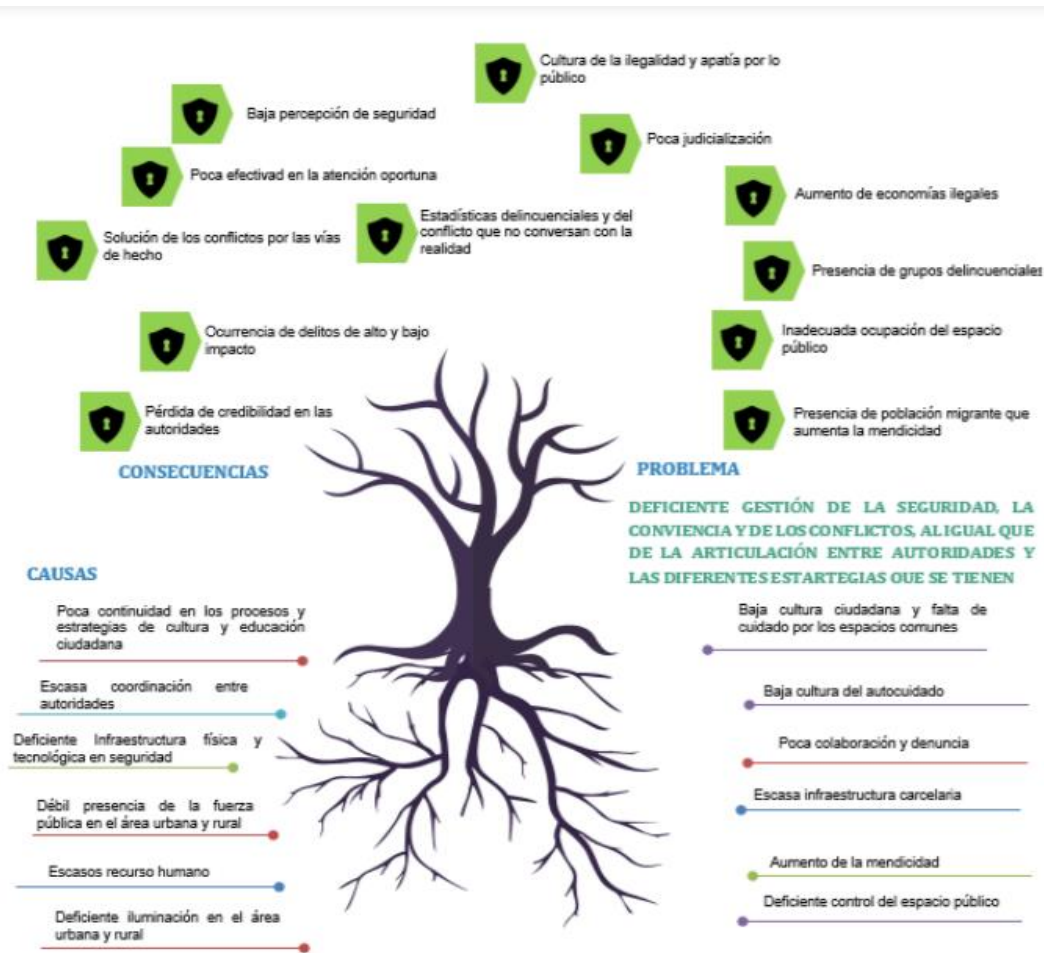 Cultura de la ilegalidad y apatía por lo
público
Baja percepción de seguridad
Poca judicialización
Poca efectivad en la atención oportuna
Aumento de economías ilegales
Estadísticas delincuenciales y del
conflicto que no conversan con la
realidad
Solución de los conflictos por las vías
de hecho
Presencia de grupos delincuenciales
Ocurrencia de delitos de alto y bajo
impacto
Inadecuada ocupación del espacio
público
Pérdida de credibilidad en las
autoridades
Presencia de población migrante que
aumenta la mendicidad
CONSECUENCIAS
PROBLEMA
DEFICIENTE GESTIÓN DE LA SEGURIDAD, LA
CONVIENCIA Y DE LOS CONFLICTOS, AL IGUAL QUE
DE LA ARTICULACIÓN ENTRE AUTORIDADES Y
LAS DIFERENTES ESTARTEGIAS QUE SE TIENEN
CAUSAS
Poca continuidad en los procesos y
estrategias de cultura y educación
ciudadana
Escasa coordinación entre
autoridades
Deficiente Infraestructura física y
tecnológica en seguridad
Débil presencia de la fuerza
pública en el área urbana y rural
Escasos recurso humano
Deficiente iluminación en el área
urbana y rural
Baja cultura ciudadana y falta de
cuidado por los espacios comunes
Baja cultura del autocuidado
Poca colaboración y denuncia
Escasa infraestructura carcelaria
Aumento de la mendicidad
Deficiente control del espacio público